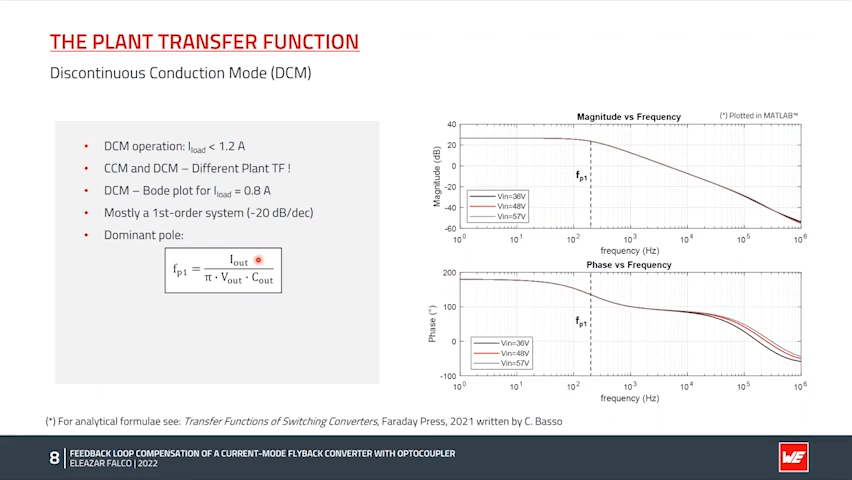 THE PLANT TRANSFER FUNCTION
Discontinuous Conduction Mode (DCM)
• DCM operation: Iload < 1.2 A
• CCM and DCM – Different Plant TF !
• DCM – Bode plot for Iload = 0.8 A
• Mostly a 1st-order system (-20 dB/dec)
• Dominant pole:
fp1 = Iout / (π · Vout · Cout)
Magnitude vs Frequency
(*) Plotted in MATLAB™
Magnitude (dB)
40
20
0
-20
-40
-60
fp1
Vin=36V
Vin=48V
Vin=57V
10^0 10^1 10^2 10^3 10^4 10^5 10^6
frequency (Hz)
Phase vs Frequency
Phase (°)
200
100
0
-100
fp1
Vin=36V
Vin=48V
Vin=57V
10^0 10^1 10^2 10^3 10^4 10^5 10^6
frequency (Hz)
(*) For analytical formulae see: Transfer Functions of Switching Converters, Faraday Press, 2021 written by C. Basso
8
FEEDBACK LOOP COMPENSATION OF A CURRENT-MODE FLYBACK CONVERTER WITH OPTOCOUPLER
ELEAZAR FALCO | 2022
WE